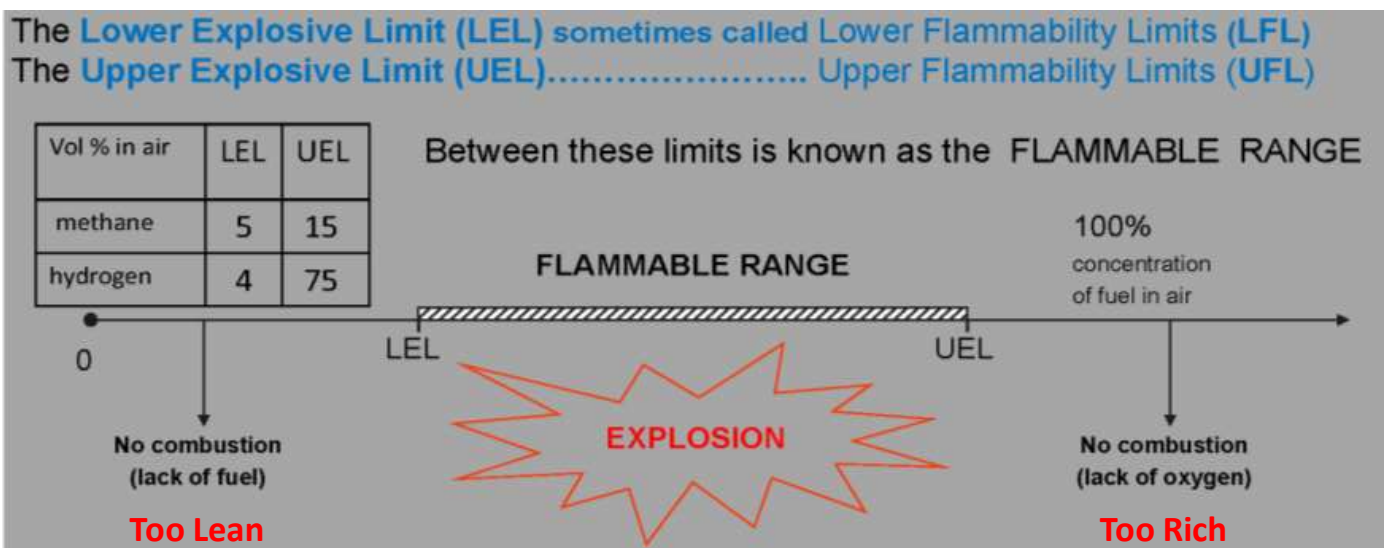 The Lower Explosive Limit (LEL) sometimes called Lower Flammability Limits (LFL)
The Upper Explosive Limit (UEL)....................... Upper Flammability Limits (UFL)
Vol % in air LEL UEL
methane 5 15
hydrogen 4 75
Between these limits is known as the FLAMMABLE RANGE
100%
concentration
of fuel in air
FLAMMABLE RANGE
0
LEL
UEL
No combustion
(lack of fuel)
Too Lean
EXPLOSION
No combustion
(lack of oxygen)
Too Rich